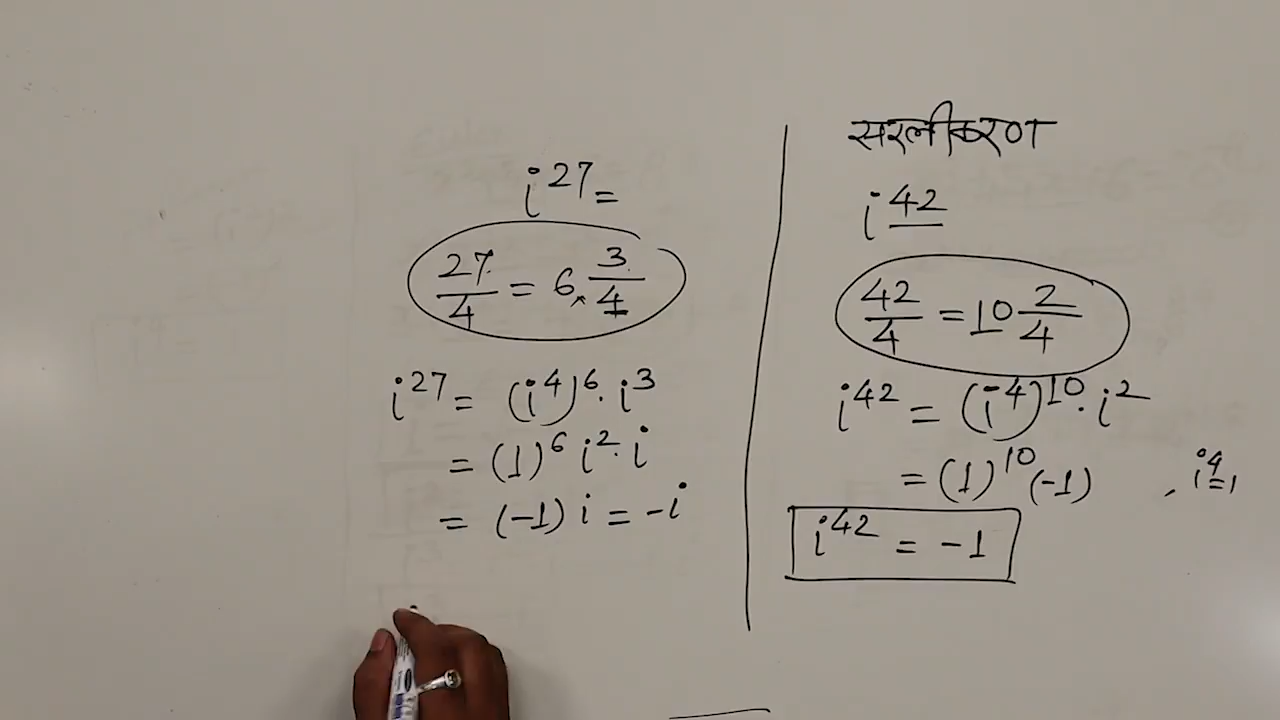 i^27 =
27/4 = 6 3/4
i^27 = (i^4)^6 · i^3
= (1)^6 i^2 · i
= (-1) i = -i
सरलीकरण
i^42
42/4 = 10 2/4
i^42 = (i^4)^10 · i^2
= (1)^10 (-1) , i^4 = 1
i^42 = -1